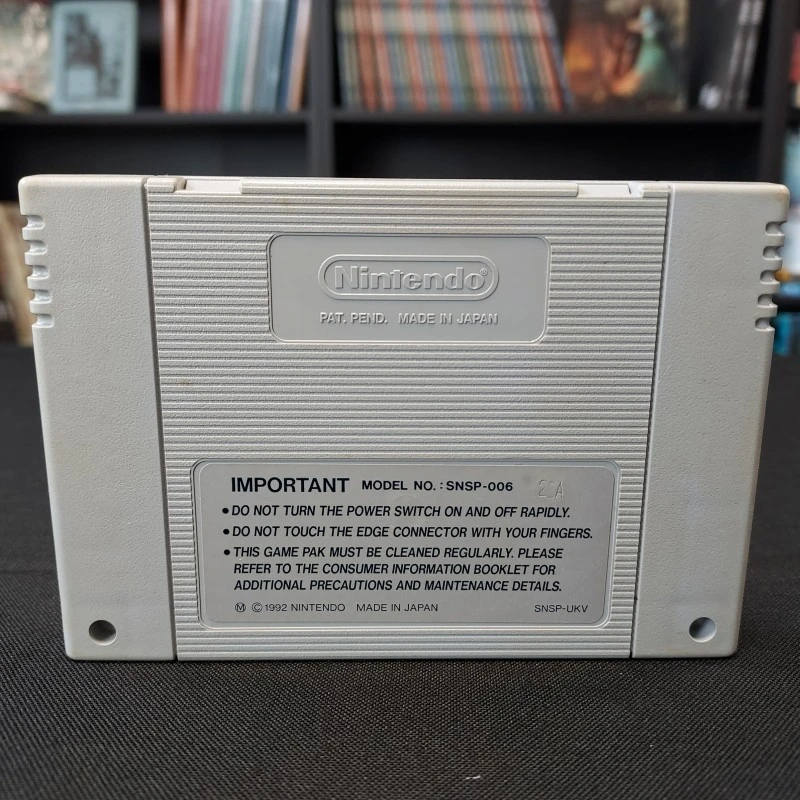 Nintendo®
PAT. PEND. MADE IN JAPAN
IMPORTANT MODEL NO. : SNSP-006
• DO NOT TURN THE POWER SWITCH ON AND OFF RAPIDLY.
• DO NOT TOUCH THE EDGE CONNECTOR WITH YOUR FINGERS.
• THIS GAME PAK MUST BE CLEANED REGULARLY. PLEASE
REFER TO THE CONSUMER INFORMATION BOOKLET FOR
ADDITIONAL PRECAUTIONS AND MAINTENANCE DETAILS.
Ⓜ © 1992 NINTENDO MADE IN JAPAN SNSP-UKV